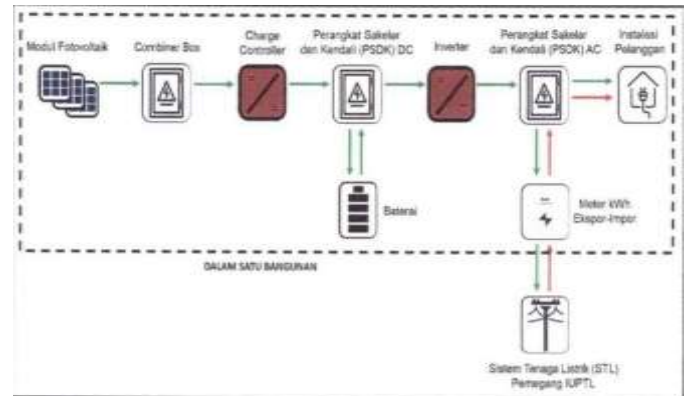 Modul Fotovoltaik
Combiner Box
Charge
Controller
Perangkat Sakelar
dan Kendali (PSDK) DC
Inverter
Perangkat Sakelar
dan Kendali (PSDK) AC
Instalasi
Pelanggan
Baterai
Meter kWh
Ekspor-Impor
DALAM SATU BANGUNAN
Sistem Tenaga Listrik (STL)
Pemegang IUPTL